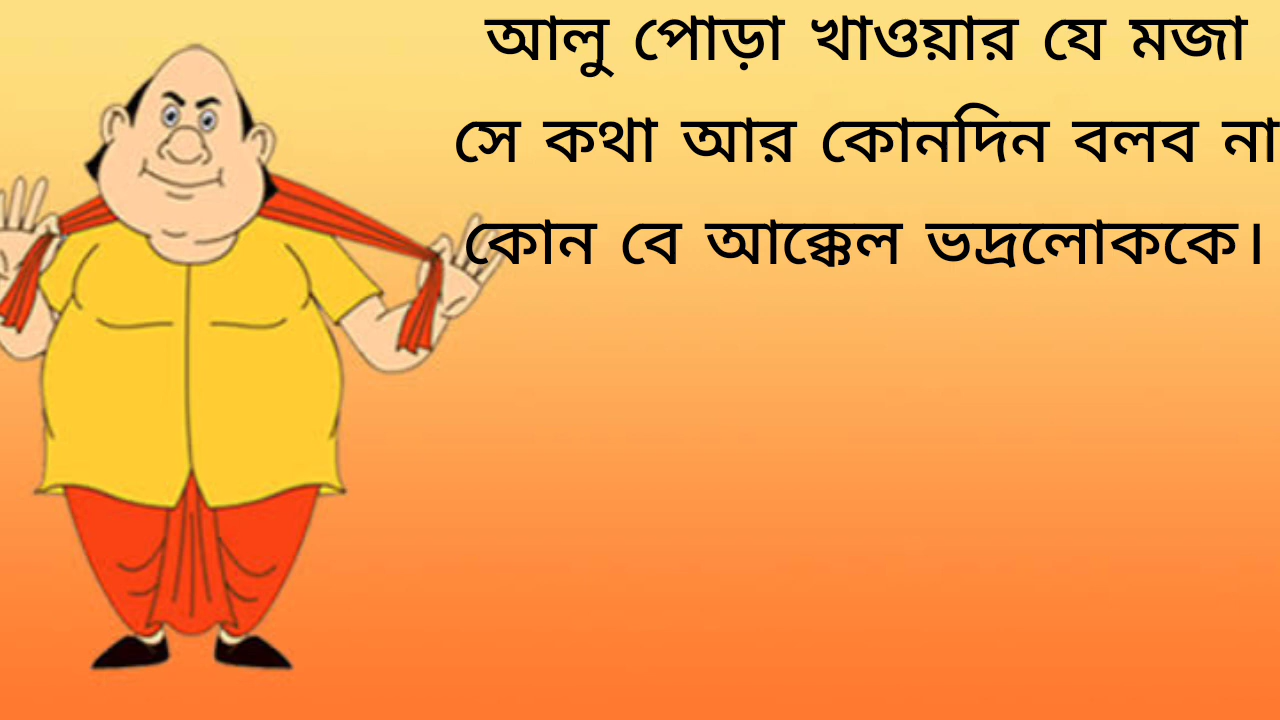 আলু পোড়া খাওয়ার যে মজা
সে কথা আর কোনদিন বলব না
কোন বে আক্কেল ভদ্রলোককে।